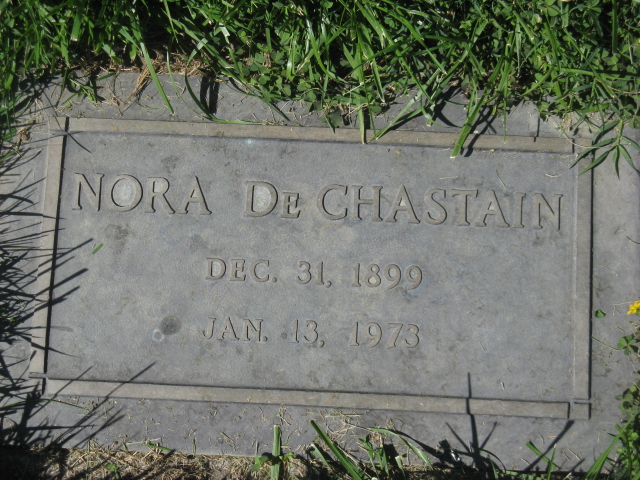 NORA De CHASTAIN
DEC. 31, 1899
JAN. 13, 1973